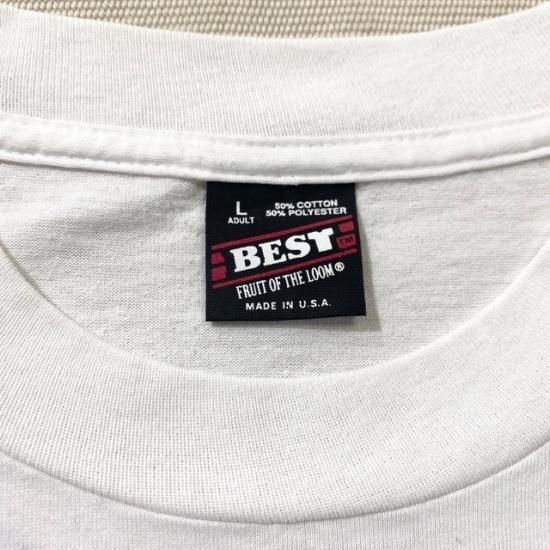 L 50% COTTON
ADULT 50% POLYESTER
BEST TM
FRUIT OF THE LOOM®
MADE IN U.S.A.